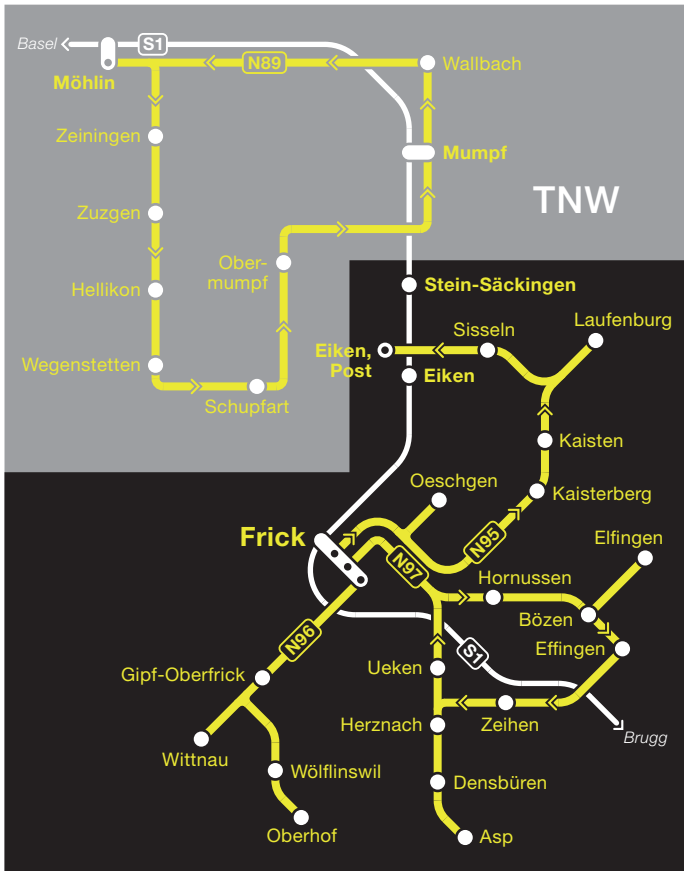 Basel
S1
N89
Wallbach
Möhlin
Zeiningen
Mumpf
TNW
Zuzgen
Ober-
mumpf
Hellikon
Stein-Säckingen
Laufenburg
Sisseln
Eiken,
Post
Wegenstetten
Eiken
Schupfart
Kaisten
Oeschgen
Kaisterberg
Frick
N95
Elfingen
N97
Hornussen
Bözen
N96
Effingen
S1
Gipf-Oberfrick
Ueken
Herznach
Zeihen
Brugg
Wittnau
Wölflinswil
Densbüren
Oberhof
Asp